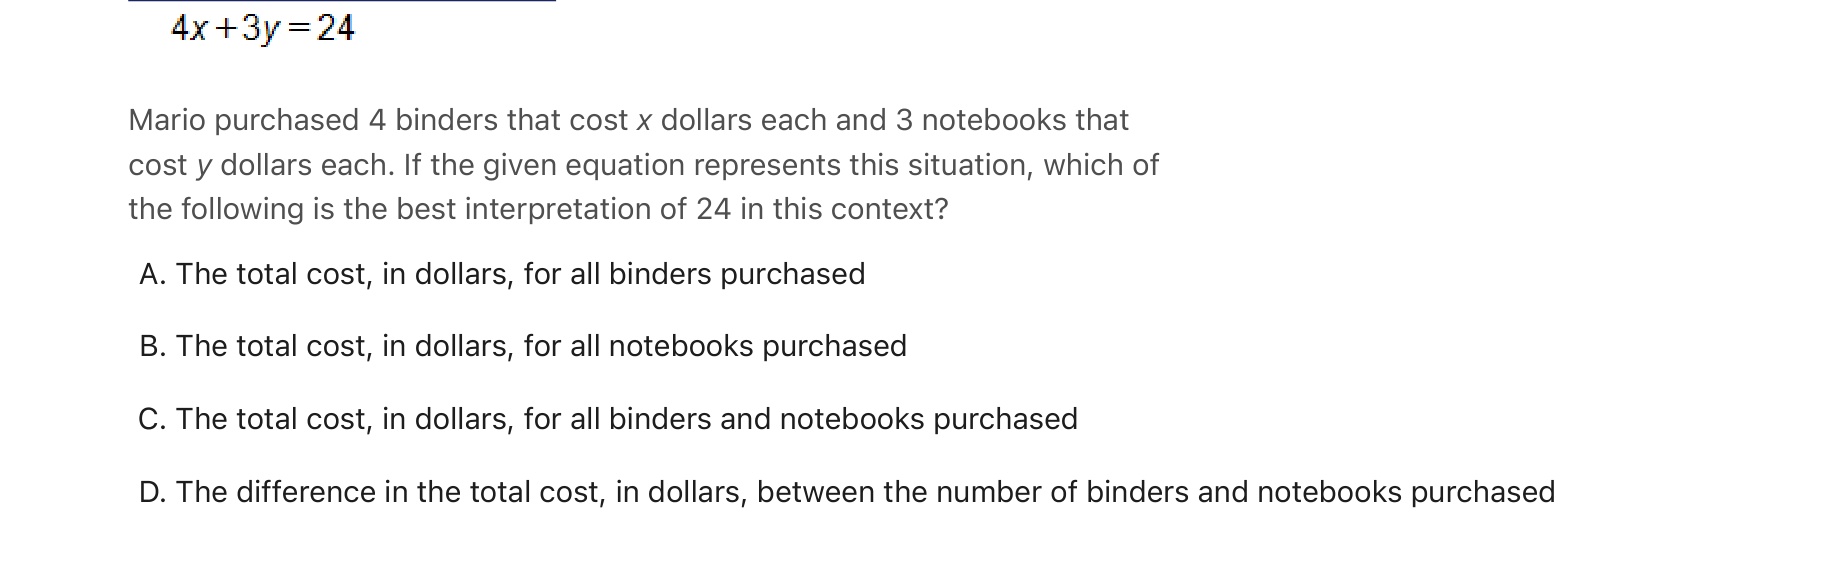 4x+3y=24
Mario purchased 4 binders that cost x dollars each and 3 notebooks that
cost y dollars each. If the given equation represents this situation, which of
the following is the best interpretation of 24 in this context?
A. The total cost, in dollars, for all binders purchased
B. The total cost, in dollars, for all notebooks purchased
C. The total cost, in dollars, for all binders and notebooks purchased
D. The difference in the total cost, in dollars, between the number of binders and notebooks purchased